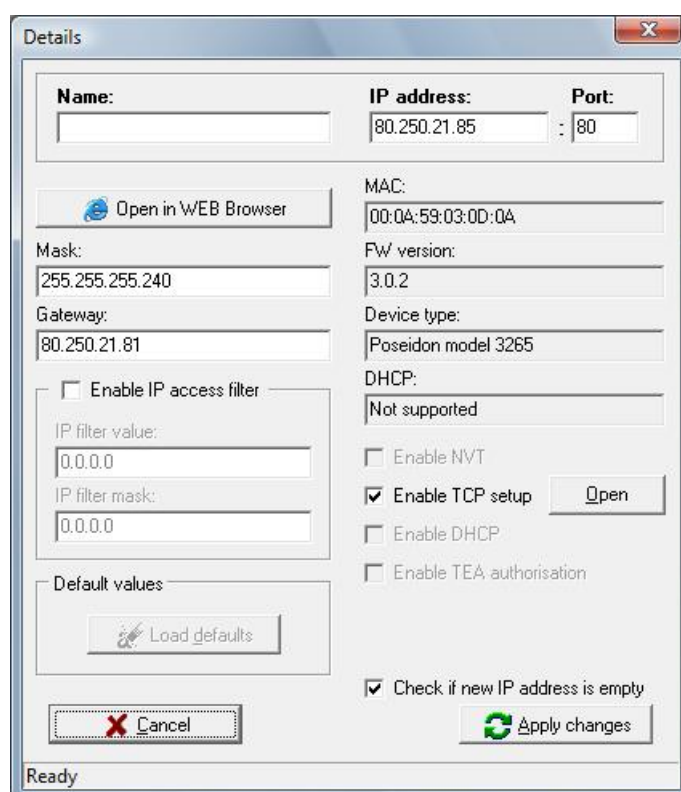 Details
Name:
IP address:
Port:
80.250.21.85
:
80
Open in WEB Browser
MAC:
00:0A:59:03:0D:0A
Mask:
255.255.255.240
FW version:
3.0.2
Gateway:
80.250.21.81
Device type:
Poseidon model 3265
DHCP:
Not supported
Enable IP access filter
IP filter value:
0.0.0.0
IP filter mask:
0.0.0.0
Enable NVT
Enable TCP setup
Open
Enable DHCP
Enable TEA authorisation
Default values
Load defaults
Check if new IP address is empty
Cancel
Apply changes
Ready